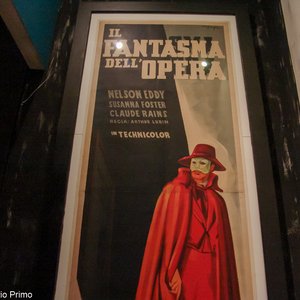 IL
FANTASMA
DELL'OPERA
NELSON EDDY
SUSANNA FOSTER
CLAUDE RAINS
REGIA: ARTHUR LUBIN
IN TECHNICOLOR
io Primo